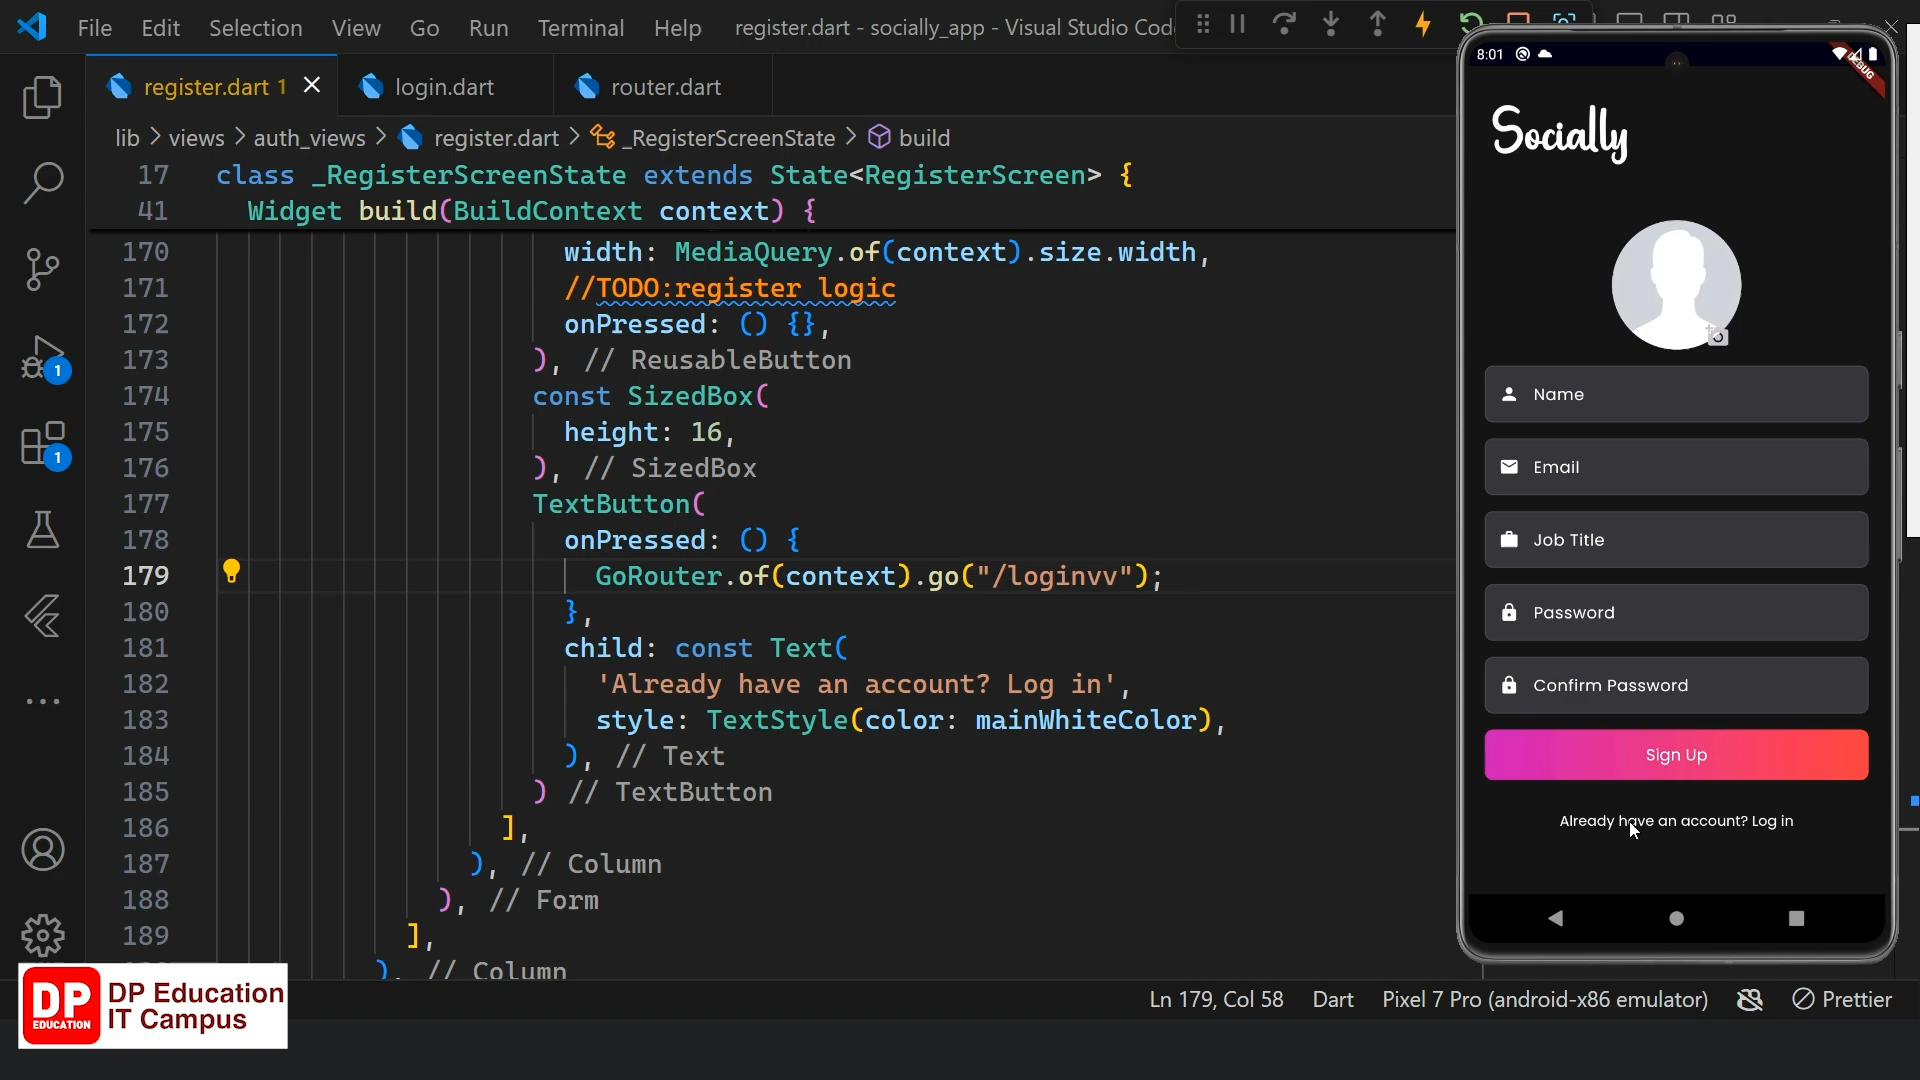 File Edit Selection View Go Run Terminal Help register.dart - socially_app - Visual Studio Cod
register.dart 1 login.dart router.dart
lib > views > auth_views > register.dart > _RegisterScreenState > build
17 class _RegisterScreenState extends State<RegisterScreen> {
41 Widget build(BuildContext context) {
170 width: MediaQuery.of(context).size.width,
171 //TODO:register logic
172 onPressed: () {},
173 ), // ReusableButton
174 const SizedBox(
175 height: 16,
176 ), // SizedBox
177 TextButton(
178 onPressed: () {
179 GoRouter.of(context).go("/loginvv");
180 },
181 child: const Text(
182 'Already have an account? Log in',
183 style: TextStyle(color: mainWhiteColor),
184 ), // Text
185 ) // TextButton
186 ],
187 ), // Column
188 ), // Form
189 ],
), // Column
1
1
8:01
DEBUG
Socially
Name
Email
Job Title
Password
Confirm Password
Sign Up
Already have an account? Log in
DP
EDUCATION
DP Education
IT Campus
Ln 179, Col 58 Dart Pixel 7 Pro (android-x86 emulator) Prettier